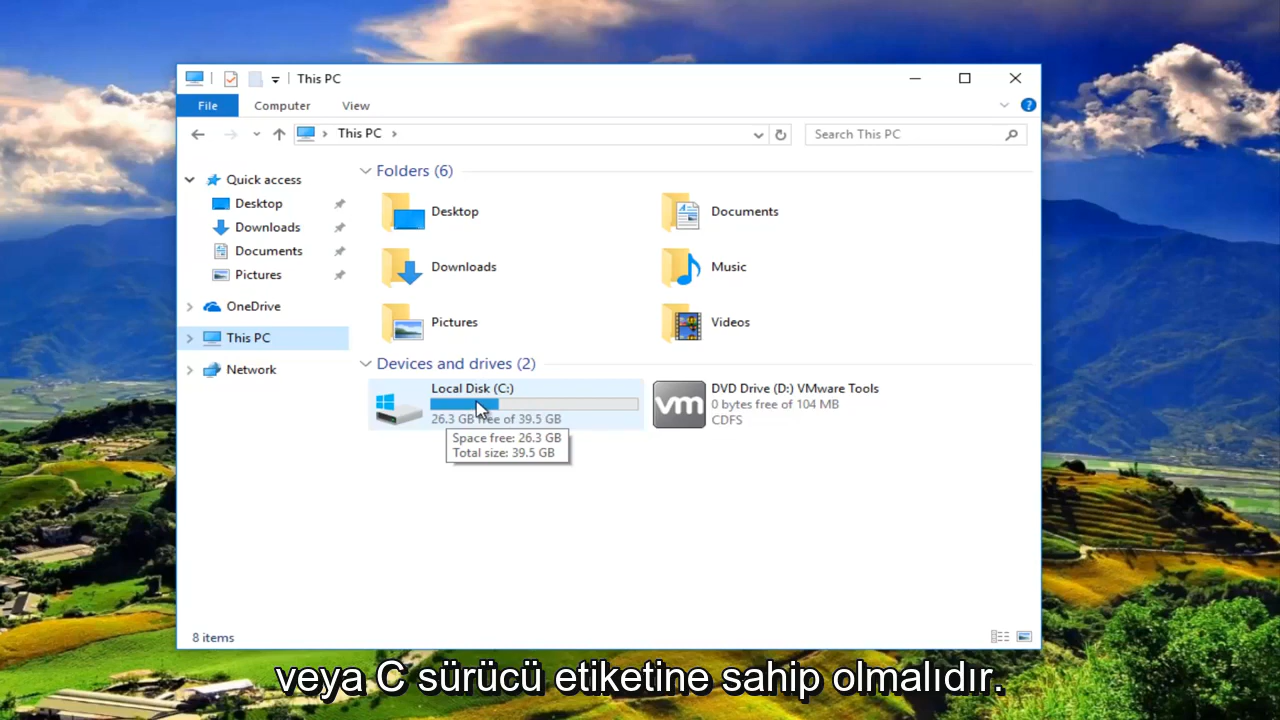 This PC
File Computer View
This PC
Search This PC
Quick access
Desktop
Downloads
Documents
Pictures
OneDrive
This PC
Network
Folders (6)
Desktop
Documents
Downloads
Music
Pictures
Videos
Devices and drives (2)
Local Disk (C:)
26.3 GB free of 39.5 GB
Space free: 26.3 GB
Total size: 39.5 GB
vm
DVD Drive (D:) VMware Tools
0 bytes free of 104 MB
CDFS
8 items
veya C sürücü etiketine sahip olmalıdır.